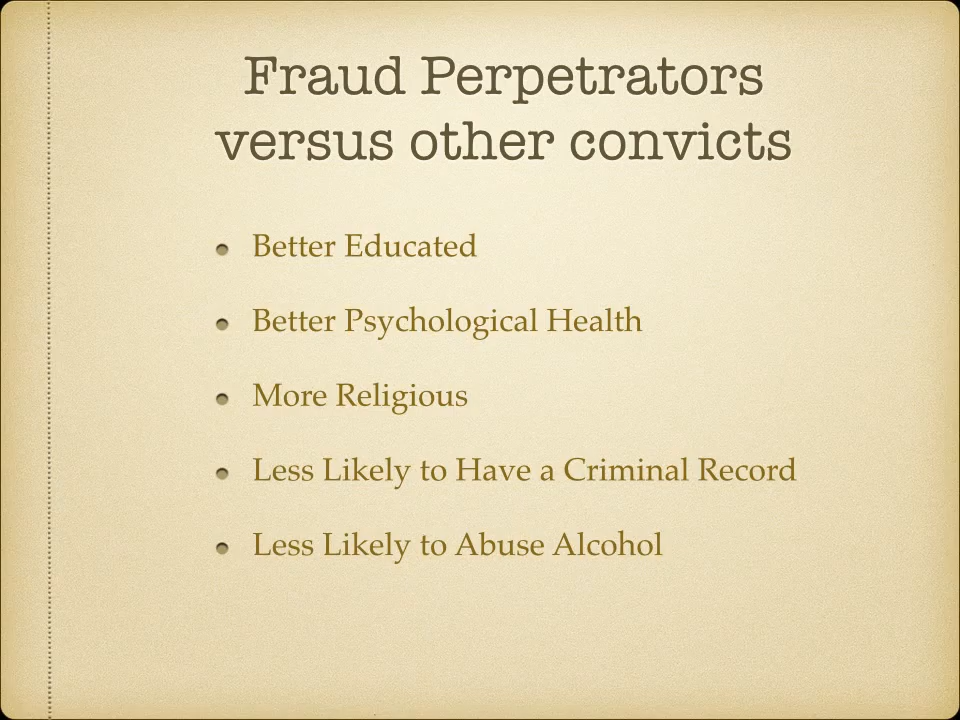 Fraud Perpetrators
versus other convicts
Better Educated
Better Psychological Health
More Religious
Less Likely to Have a Criminal Record
Less Likely to Abuse Alcohol